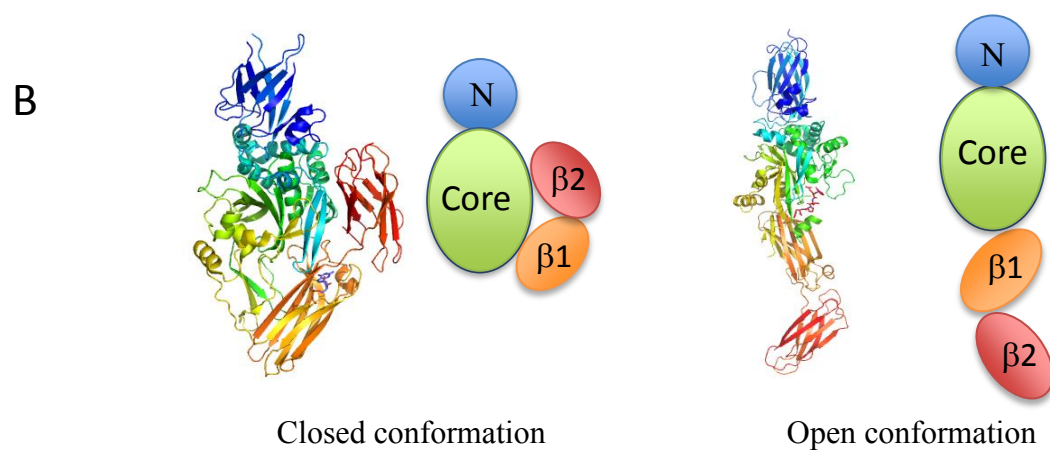 B
N
Core
β2
β1
Closed conformation
N
Core
β1
β2
Open conformation